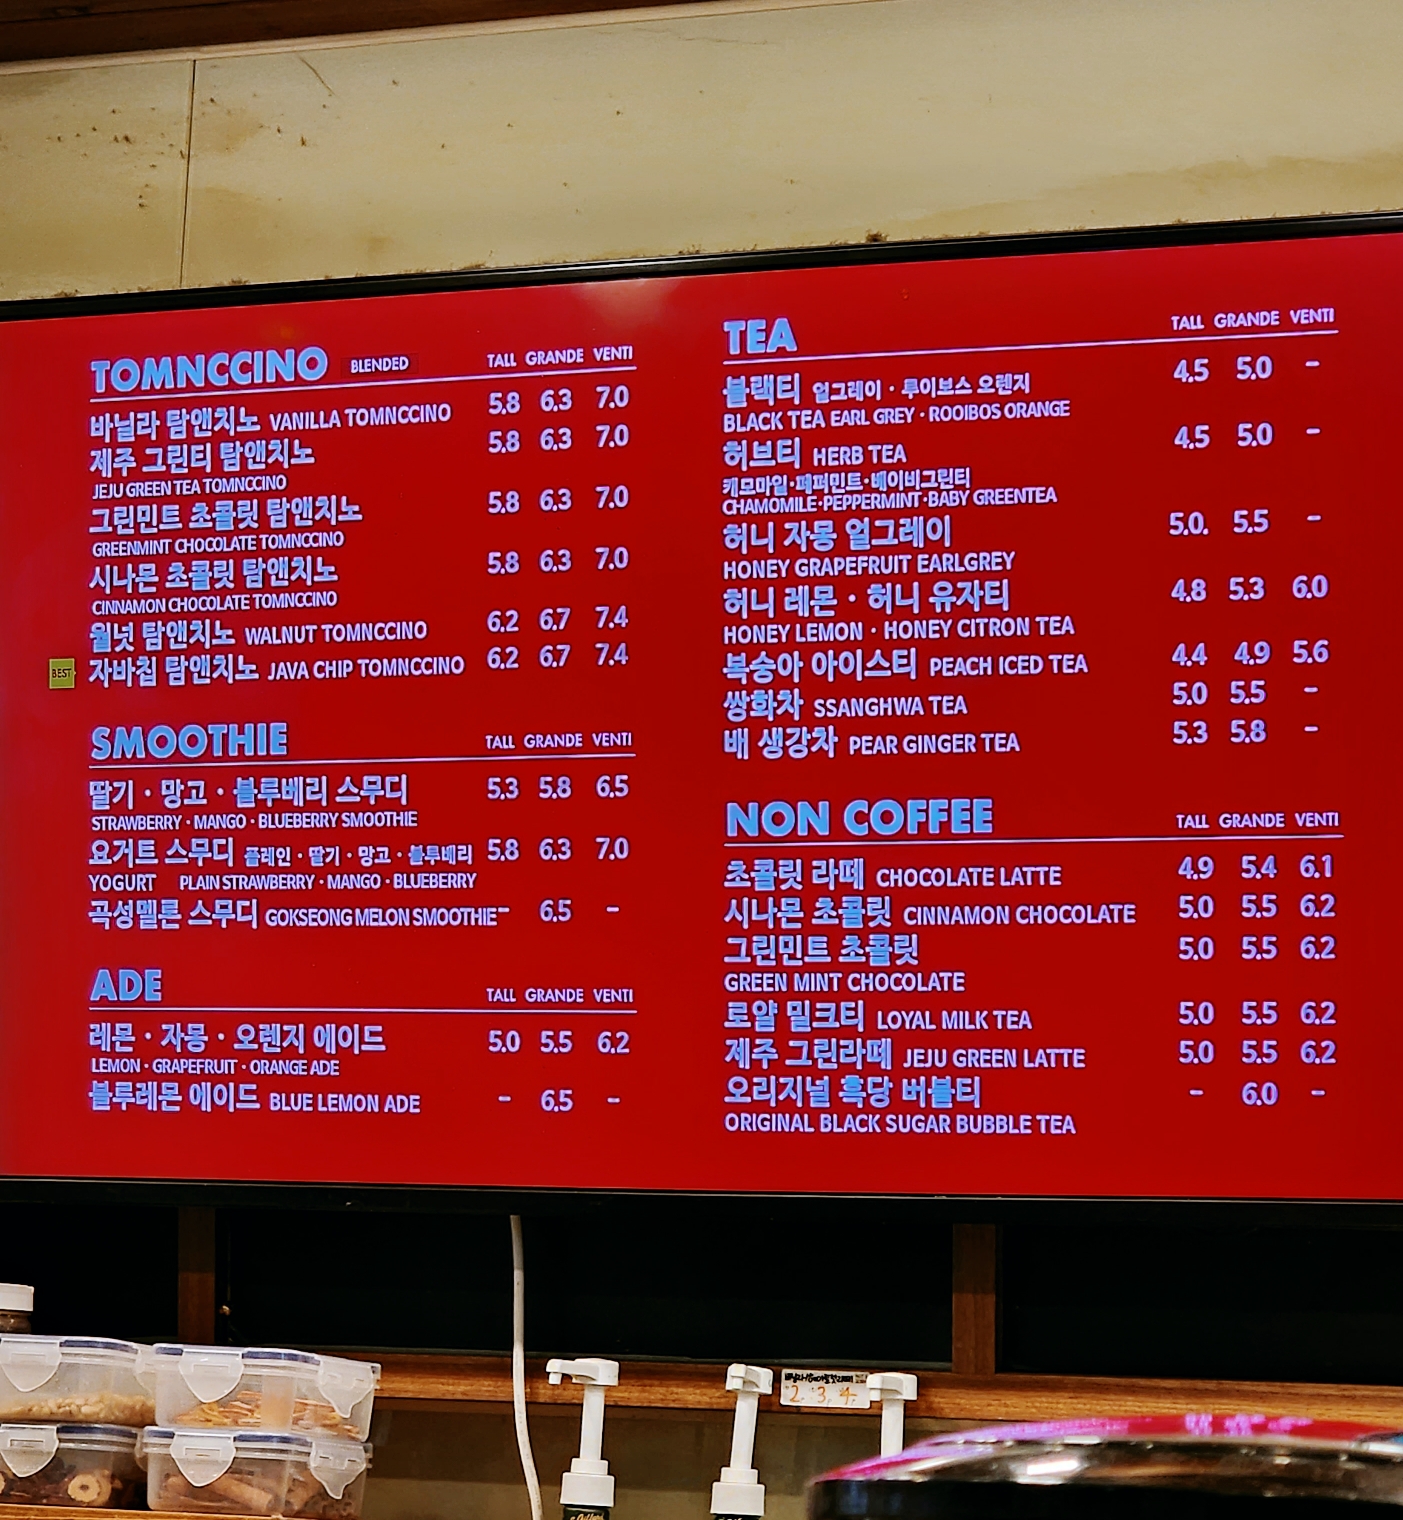 TOMNCCINO BLENDED TALL GRANDE VENTI
바닐라 탐앤치노 VANILLA TOMNCCINO 5.8 6.3 7.0
제주 그린티 탐앤치노 5.8 6.3 7.0
JEJU GREEN TEA TOMNCCINO
그린민트 초콜릿 탐앤치노 5.8 6.3 7.0
GREENMINT CHOCOLATE TOMNCCINO
시나몬 초콜릿 탐앤치노 5.8 6.3 7.0
CINNAMON CHOCOLATE TOMNCCINO
월넛 탐앤치노 WALNUT TOMNCCINO 6.2 6.7 7.4
BEST 자바칩 탐앤치노 JAVA CHIP TOMNCCINO 6.2 6.7 7.4
SMOOTHIE TALL GRANDE VENTI
딸기 · 망고 · 블루베리 스무디 5.3 5.8 6.5
STRAWBERRY · MANGO · BLUEBERRY SMOOTHIE
요거트 스무디 플레인 · 딸기 · 망고 · 블루베리 5.8 6.3 7.0
YOGURT PLAIN STRAWBERRY · MANGO · BLUEBERRY
곡성멜론 스무디 GOKSEONG MELON SMOOTHIE - 6.5 -
ADE TALL GRANDE VENTI
레몬 · 자몽 · 오렌지 에이드 5.0 5.5 6.2
LEMON · GRAPEFRUIT · ORANGE ADE
블루레몬 에이드 BLUE LEMON ADE - 6.5 -
TEA TALL GRANDE VENTI
블랙티 얼그레이 · 루이보스 오렌지 4.5 5.0 -
BLACK TEA EARL GREY · ROOIBOS ORANGE
허브티 HERB TEA 4.5 5.0 -
캐모마일·페퍼민트·베이비그린티
CHAMOMILE·PEPPERMINT·BABY GREENTEA
허니 자몽 얼그레이 5.0. 5.5 -
HONEY GRAPEFRUIT EARLGREY
허니 레몬 · 허니 유자티 4.8 5.3 6.0
HONEY LEMON · HONEY CITRON TEA
복숭아 아이스티 PEACH ICED TEA 4.4 4.9 5.6
쌍화차 SSANGHWA TEA 5.0 5.5 -
배 생강차 PEAR GINGER TEA 5.3 5.8 -
NON COFFEE TALL GRANDE VENTI
초콜릿 라떼 CHOCOLATE LATTE 4.9 5.4 6.1
시나몬 초콜릿 CINNAMON CHOCOLATE 5.0 5.5 6.2
그린민트 초콜릿 5.0 5.5 6.2
GREEN MINT CHOCOLATE
로얄 밀크티 LOYAL MILK TEA 5.0 5.5 6.2
제주 그린라떼 JEJU GREEN LATTE 5.0 5.5 6.2
오리지널 흑당 버블티 - 6.0 -
ORIGINAL BLACK SUGAR BUBBLE TEA
2. 3, 4,